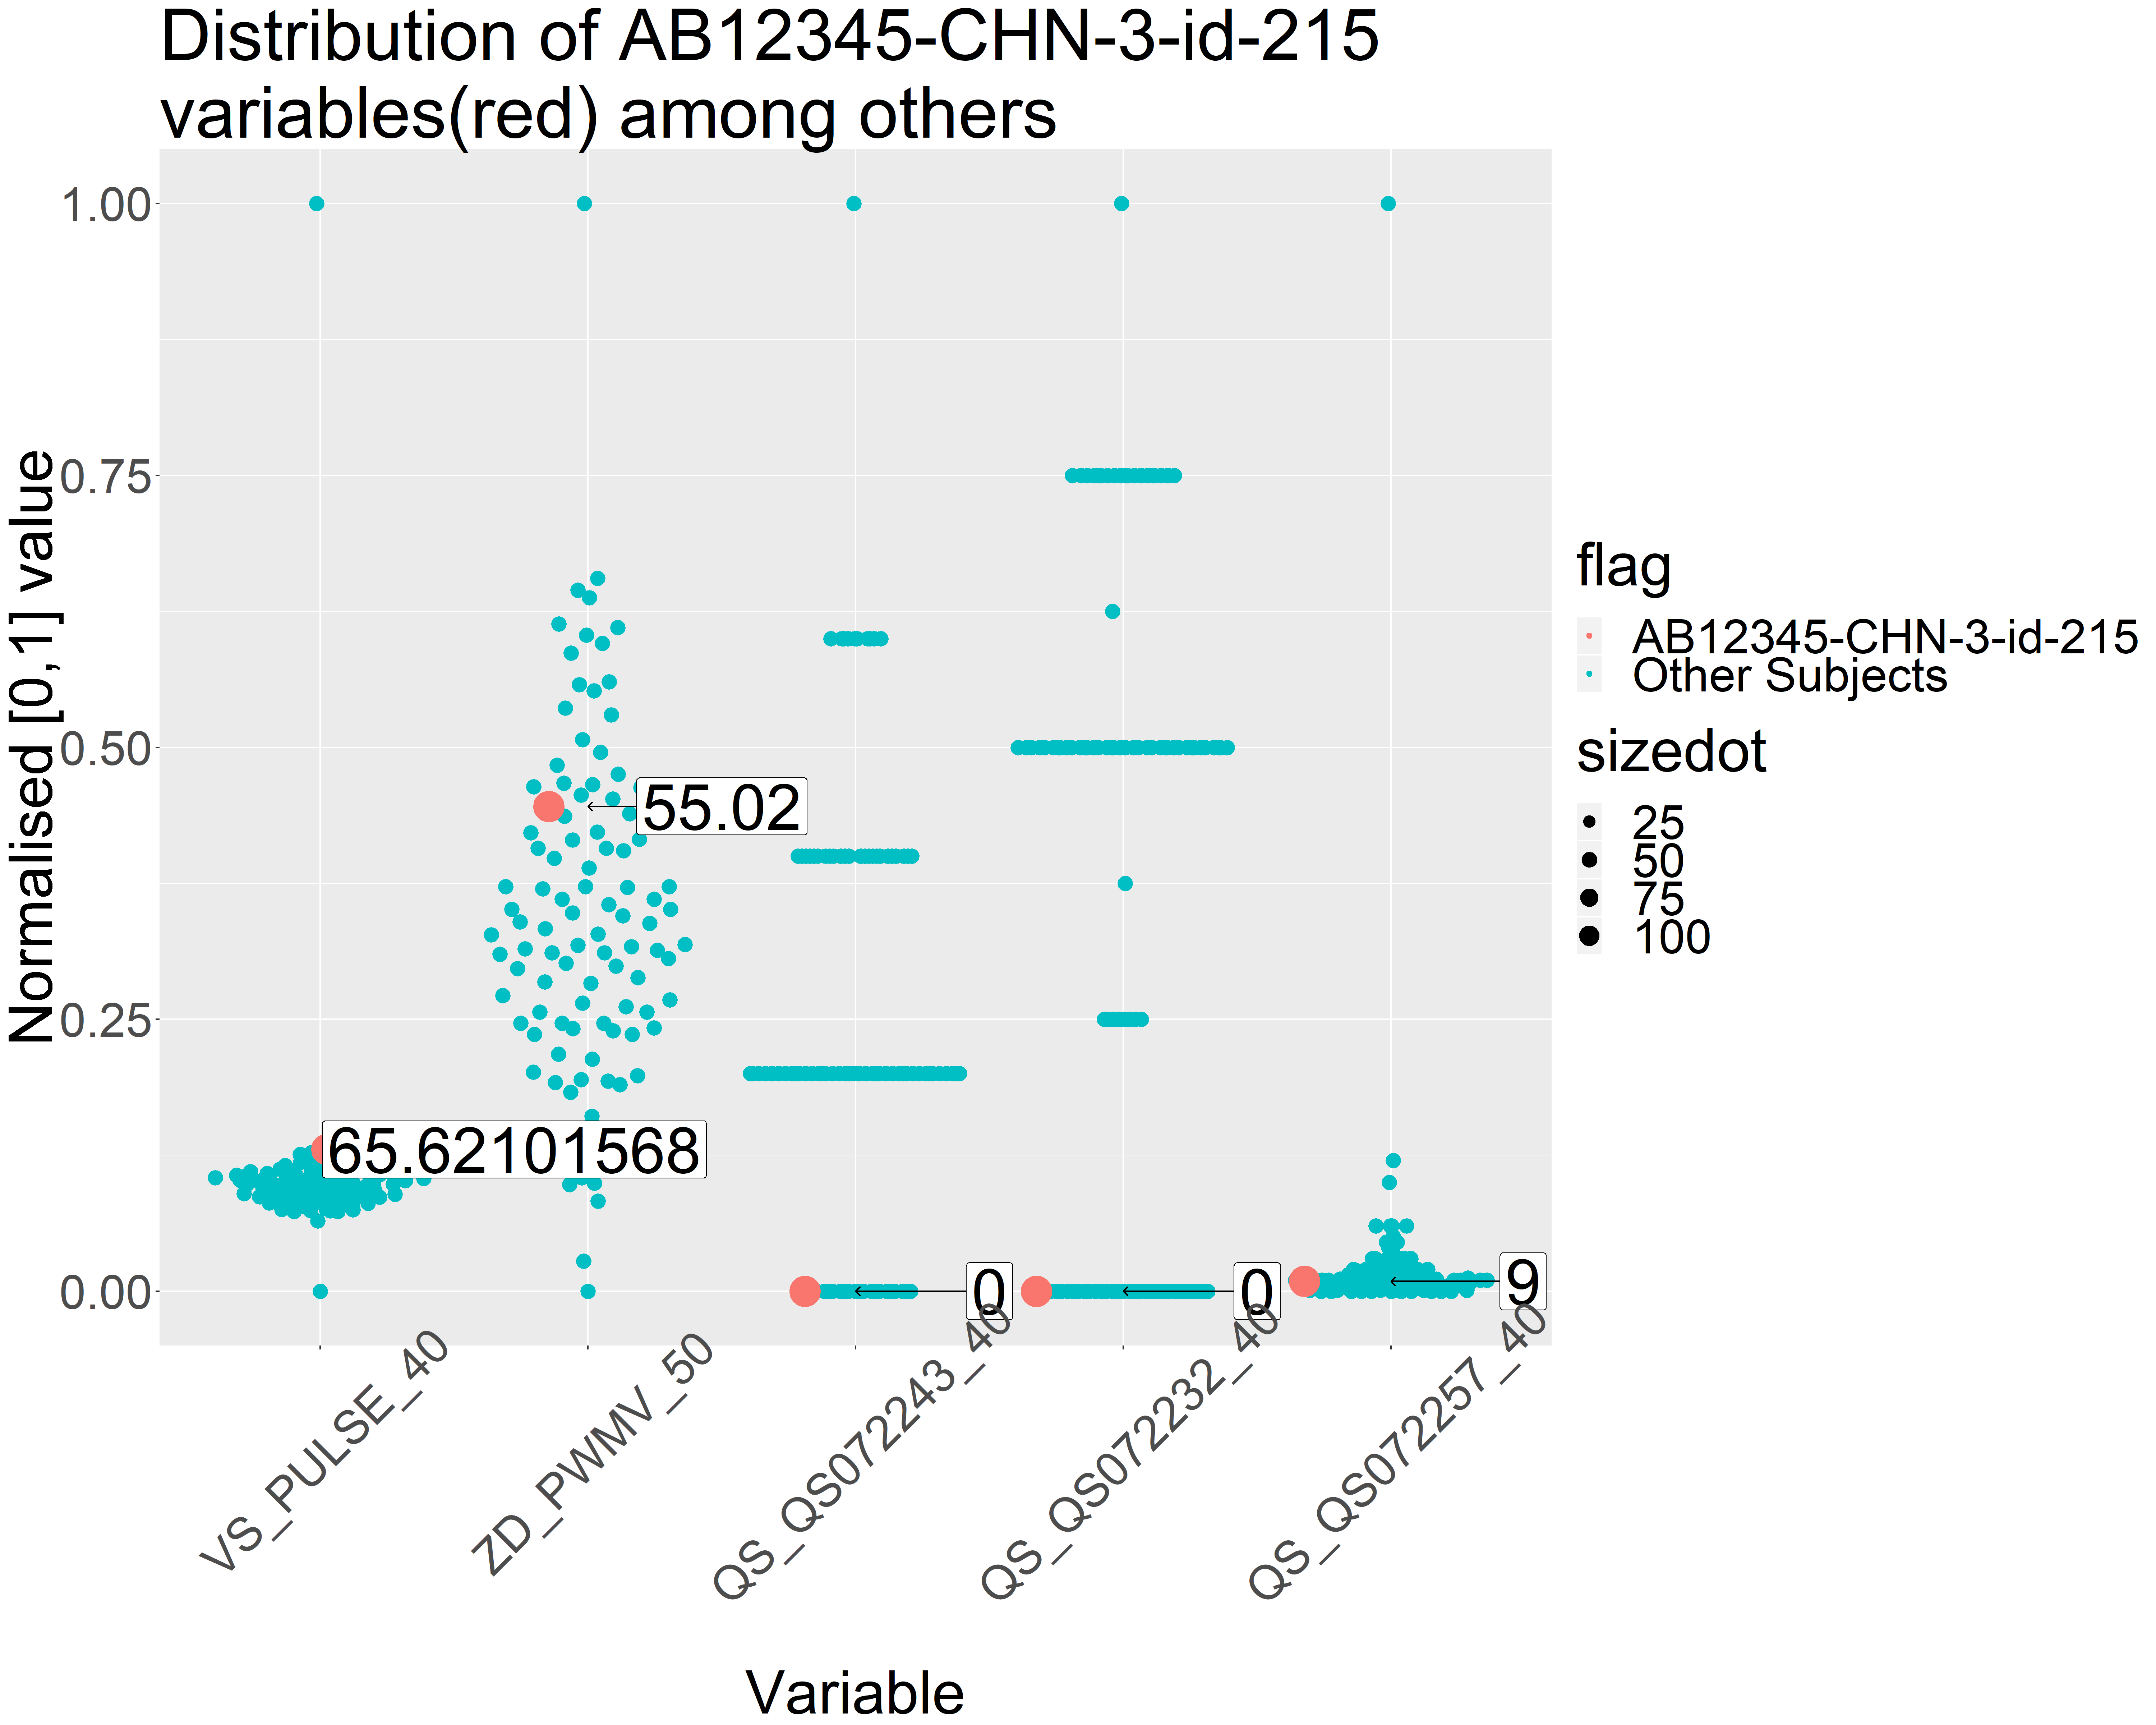 Distribution of AB12345-CHN-3-id-215
variables(red) among others
Normalised [0,1] value
1.00
0.75
0.50
0.25
0.00
55.02
65.62101568
0
0
9
VS_PULSE_40
ZD_PWMV_50
QS_QS072243_40
QS_QS072232_40
QS_QS072257_40
Variable
flag
AB12345-CHN-3-id-215
Other Subjects
sizedot
25
50
75
100